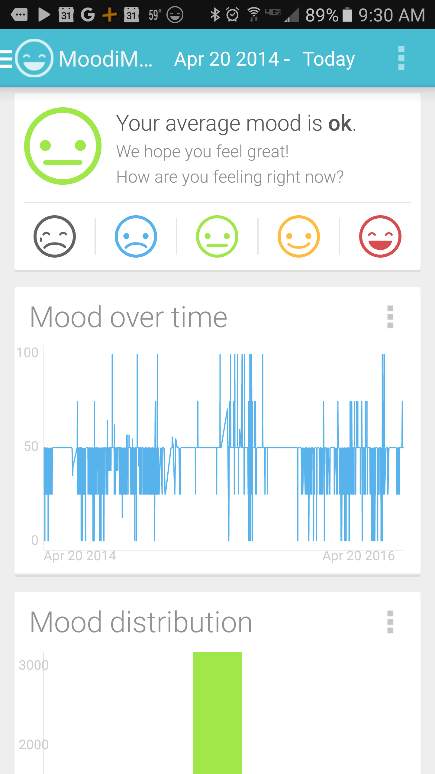 31 G 31 59° 4G LTE 89% 9:30 AM
MoodiM... Apr 20 2014 - Today
Your average mood is ok.
We hope you feel great!
How are you feeling right now?
Mood over time
100
50
0
Apr 20 2014 Apr 20 2016
Mood distribution
3000
2000